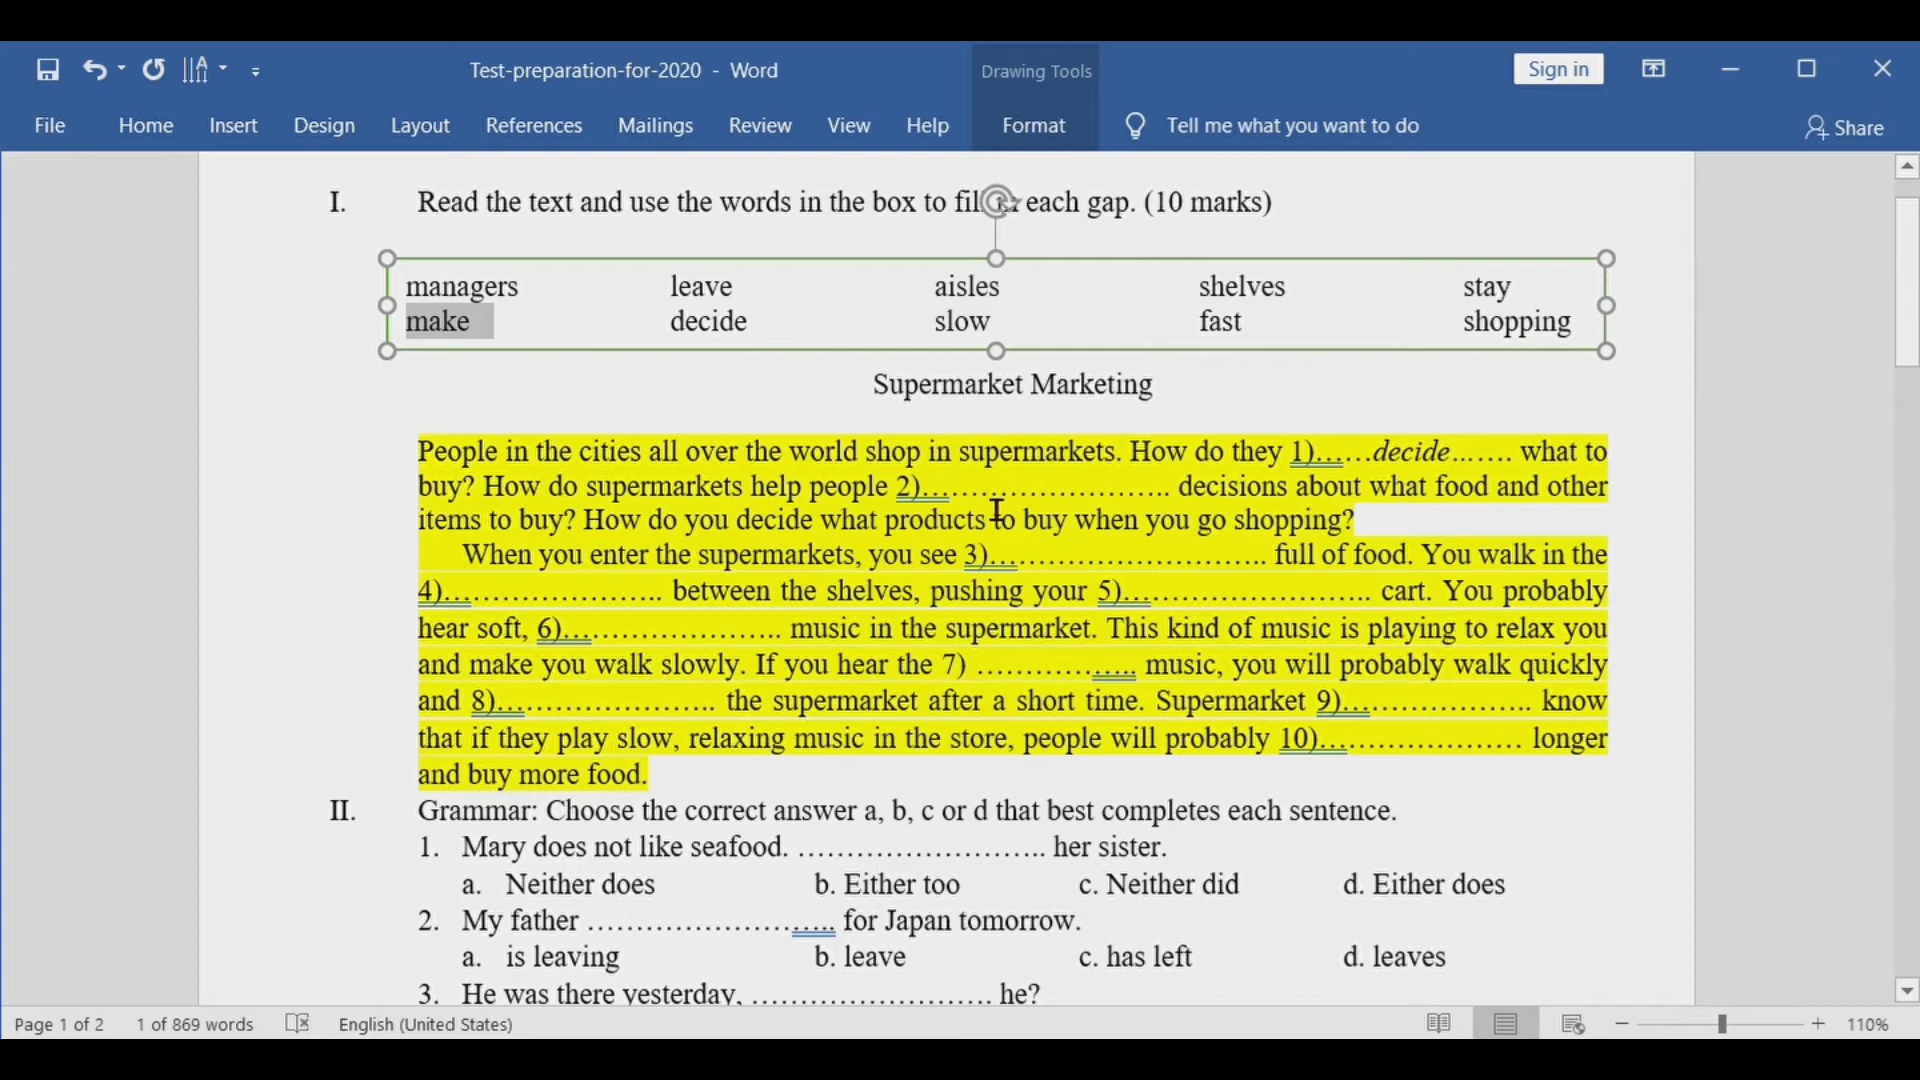 Test-preparation-for-2020 - Word
Drawing Tools
Sign in
File Home Insert Design Layout References Mailings Review View Help Format Tell me what you want to do Share
I. Read the text and use the words in the box to fill each gap. (10 marks)
managers leave aisles shelves stay
make decide slow fast shopping
Supermarket Marketing
People in the cities all over the world shop in supermarkets. How do they 1)……decide……. what to
buy? How do supermarkets help people 2)…………………….. decisions about what food and other
items to buy? How do you decide what products to buy when you go shopping?
When you enter the supermarkets, you see 3)……………………….. full of food. You walk in the
4)………………….. between the shelves, pushing your 5)…………………….. cart. You probably
hear soft, 6)………………….. music in the supermarket. This kind of music is playing to relax you
and make you walk slowly. If you hear the 7) …………….. music, you will probably walk quickly
and 8)………………….. the supermarket after a short time. Supermarket 9)………………….. know
that if they play slow, relaxing music in the store, people will probably 10)………………… longer
and buy more food.
II. Grammar: Choose the correct answer a, b, c or d that best completes each sentence.
1. Mary does not like seafood. …………………….. her sister.
a. Neither does b. Either too c. Neither did d. Either does
2. My father …………………….. for Japan tomorrow.
a. is leaving b. leave c. has left d. leaves
3. He was there yesterday, …………………… he?
Page 1 of 2 1 of 869 words English (United States) 110%